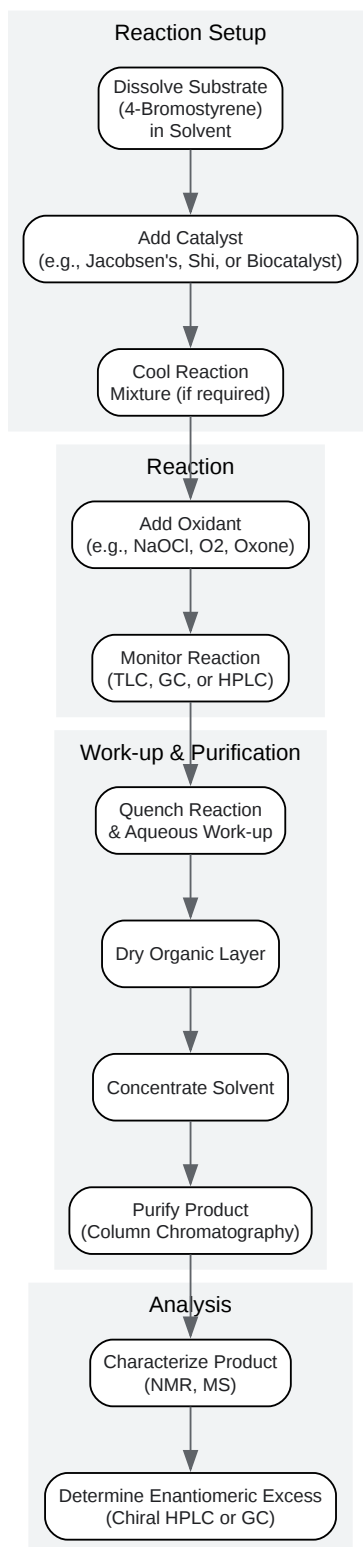 Reaction Setup
Dissolve Substrate
(4-Bromostyrene)
in Solvent
Add Catalyst
(e.g., Jacobsen's, Shi, or Biocatalyst)
Cool Reaction
Mixture (if required)
Reaction
Add Oxidant
(e.g., NaOCl, O2, Oxone)
Monitor Reaction
(TLC, GC, or HPLC)
Work-up & Purification
Quench Reaction
& Aqueous Work-up
Dry Organic Layer
Concentrate Solvent
Purify Product
(Column Chromatography)
Analysis
Characterize Product
(NMR, MS)
Determine Enantiomeric Excess
(Chiral HPLC or GC)